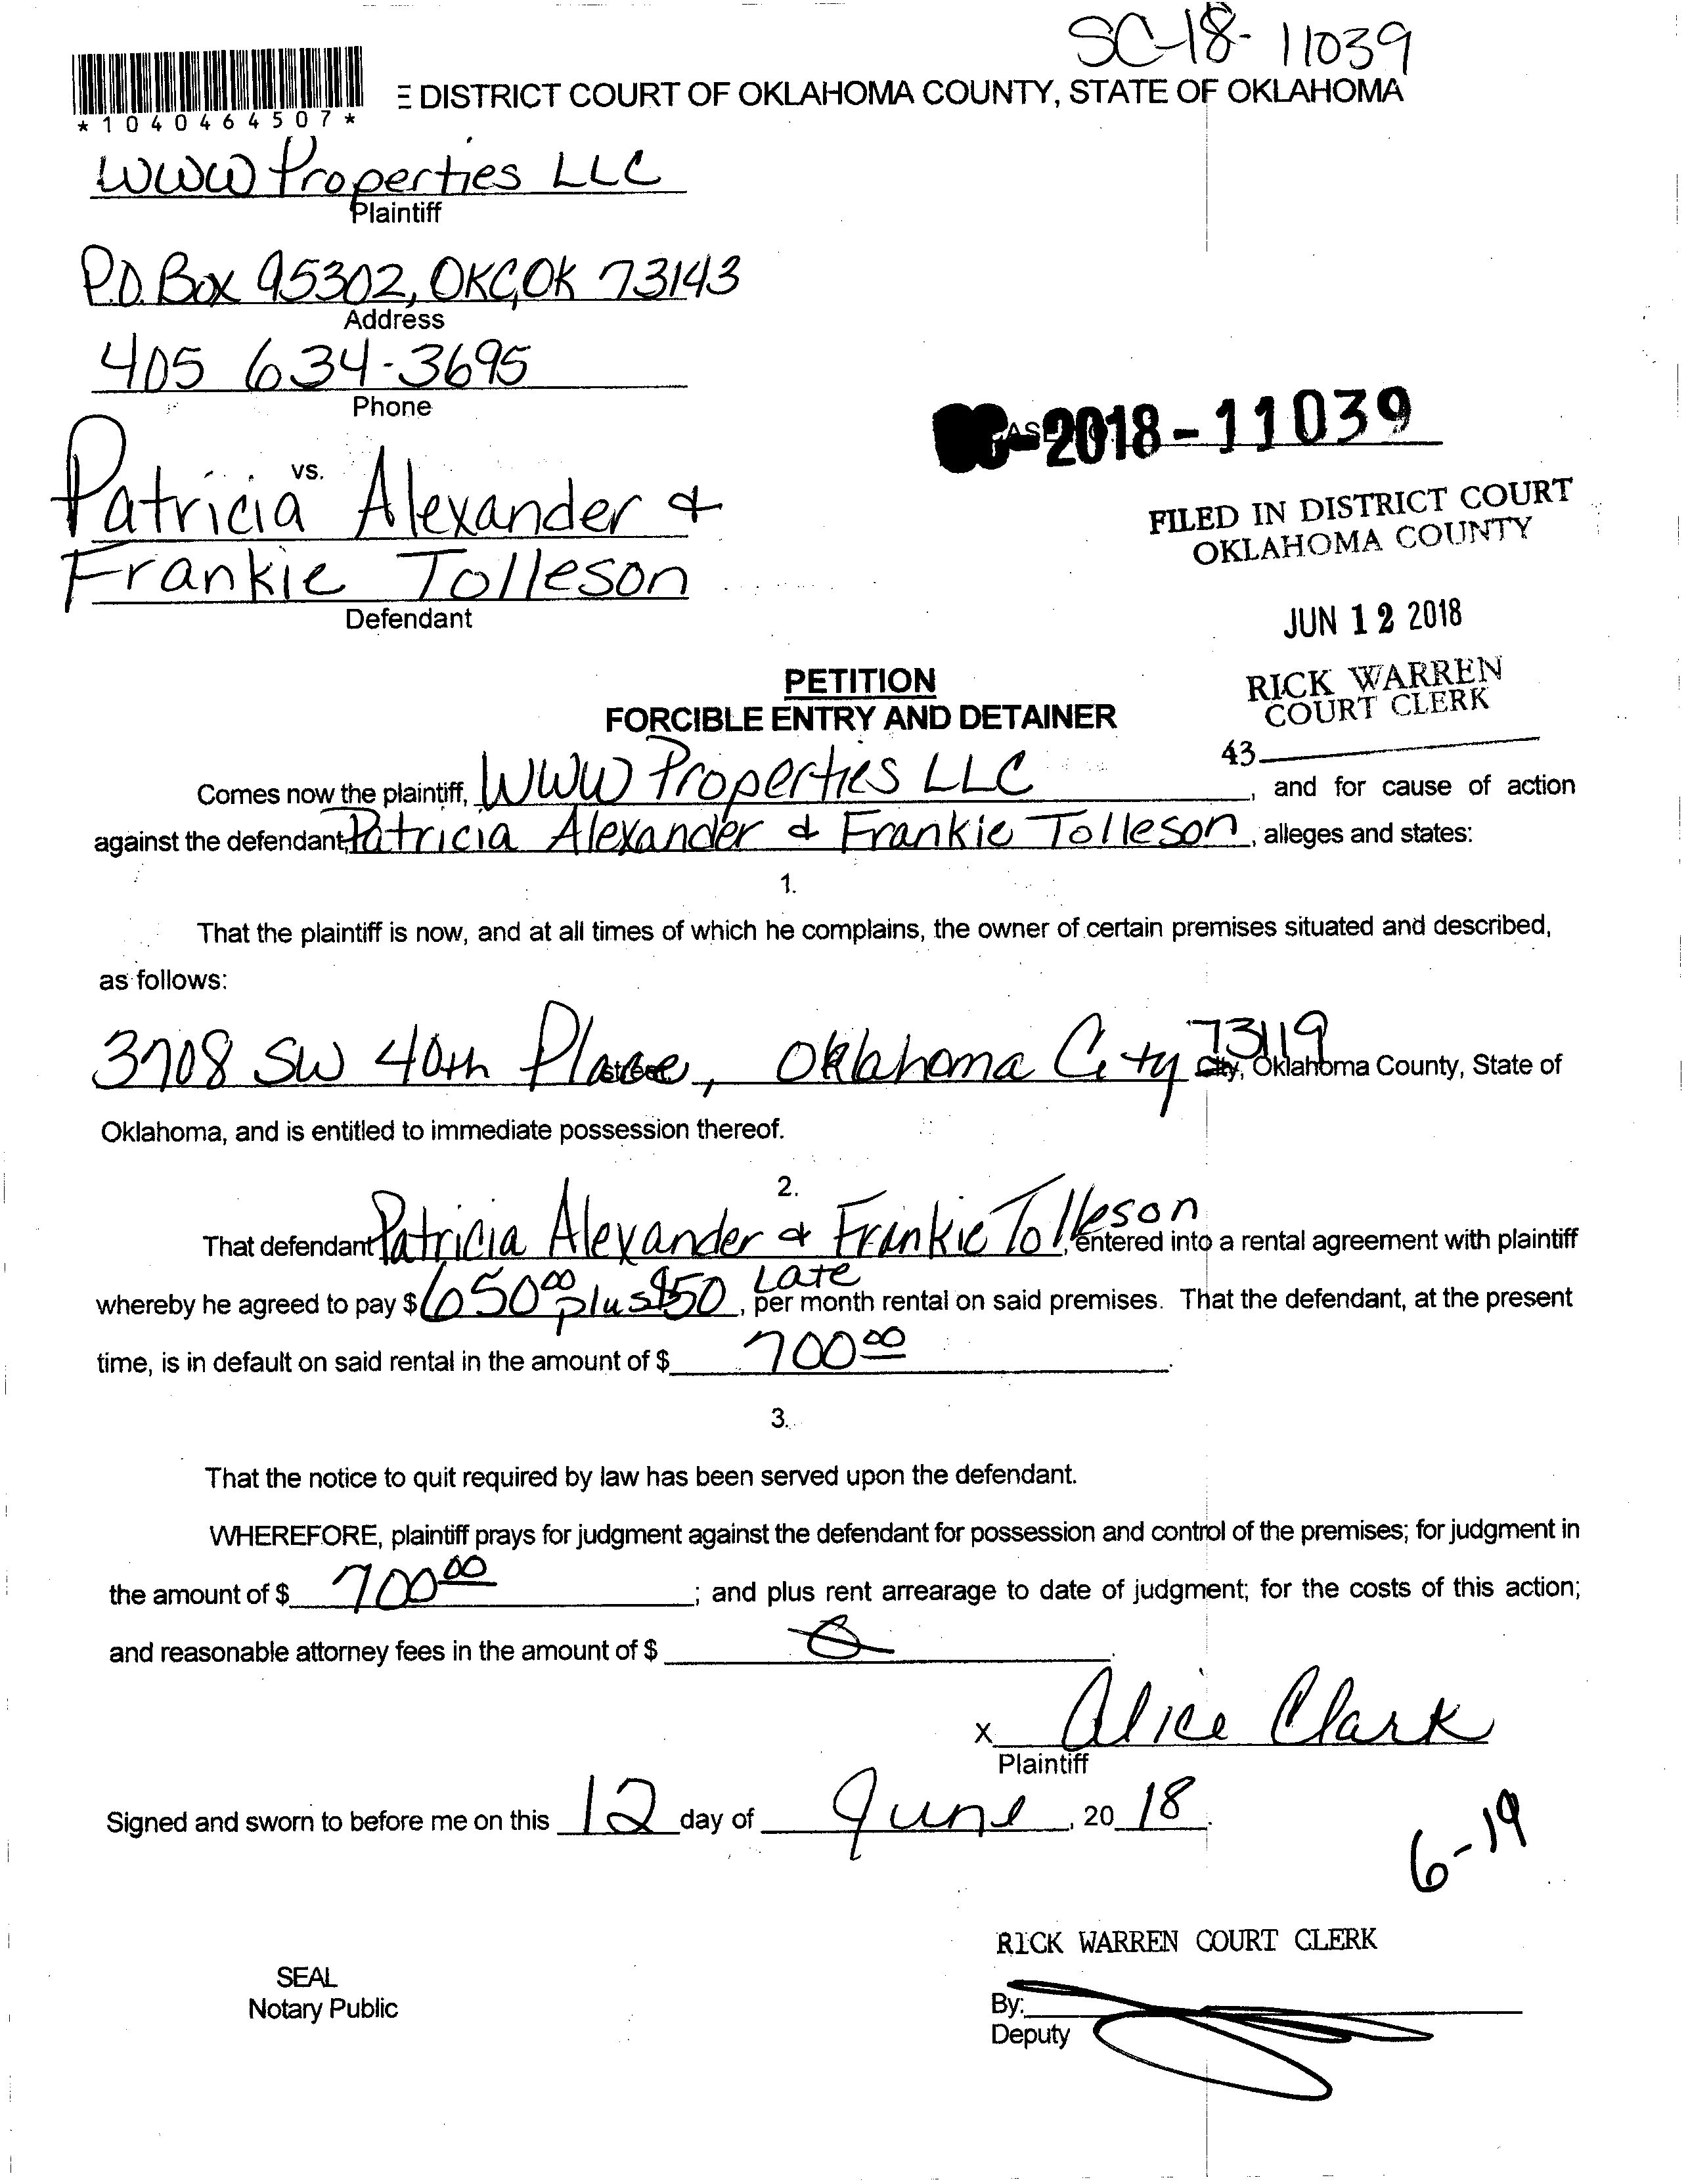 SC-18-11039
*1040464507*
E DISTRICT COURT OF OKLAHOMA COUNTY, STATE OF OKLAHOMA
WWW Properties LLC
Plaintiff
P.O. Box 95302, OKC, OK 73143
Address
405 634-3695
Phone
-2018-11039
vs.
Patricia Alexander &
Frankie Tolleson
Defendant
FILED IN DISTRICT COURT
OKLAHOMA COUNTY
JUN 12 2018
RICK WARREN
COURT CLERK
43
PETITION
FORCIBLE ENTRY AND DETAINER
Comes now the plaintiff, WWW Properties LLC, and for cause of action
against the defendant, Patricia Alexander & Frankie Tolleson, alleges and states:
1.
That the plaintiff is now, and at all times of which he complains, the owner of certain premises situated and described,
as follows:
3708 SW 40th Place, Oklahoma City 73119 City, Oklahoma County, State of
Oklahoma, and is entitled to immediate possession thereof.
2.
That defendant Patricia Alexander & Frankie Tolleson, entered into a rental agreement with plaintiff
whereby he agreed to pay $ 650.00 plus $50 Late, per month rental on said premises. That the defendant, at the present
time, is in default on said rental in the amount of $ 700.00.
3.
That the notice to quit required by law has been served upon the defendant.
WHEREFORE, plaintiff prays for judgment against the defendant for possession and control of the premises; for judgment in
the amount of $ 700.00; and plus rent arrearage to date of judgment; for the costs of this action;
and reasonable attorney fees in the amount of $ 0.
X Alice Clark
Plaintiff
Signed and sworn to before me on this 12 day of June, 20 18.
6-19
RICK WARREN COURT CLERK
SEAL
Notary Public
By:
Deputy